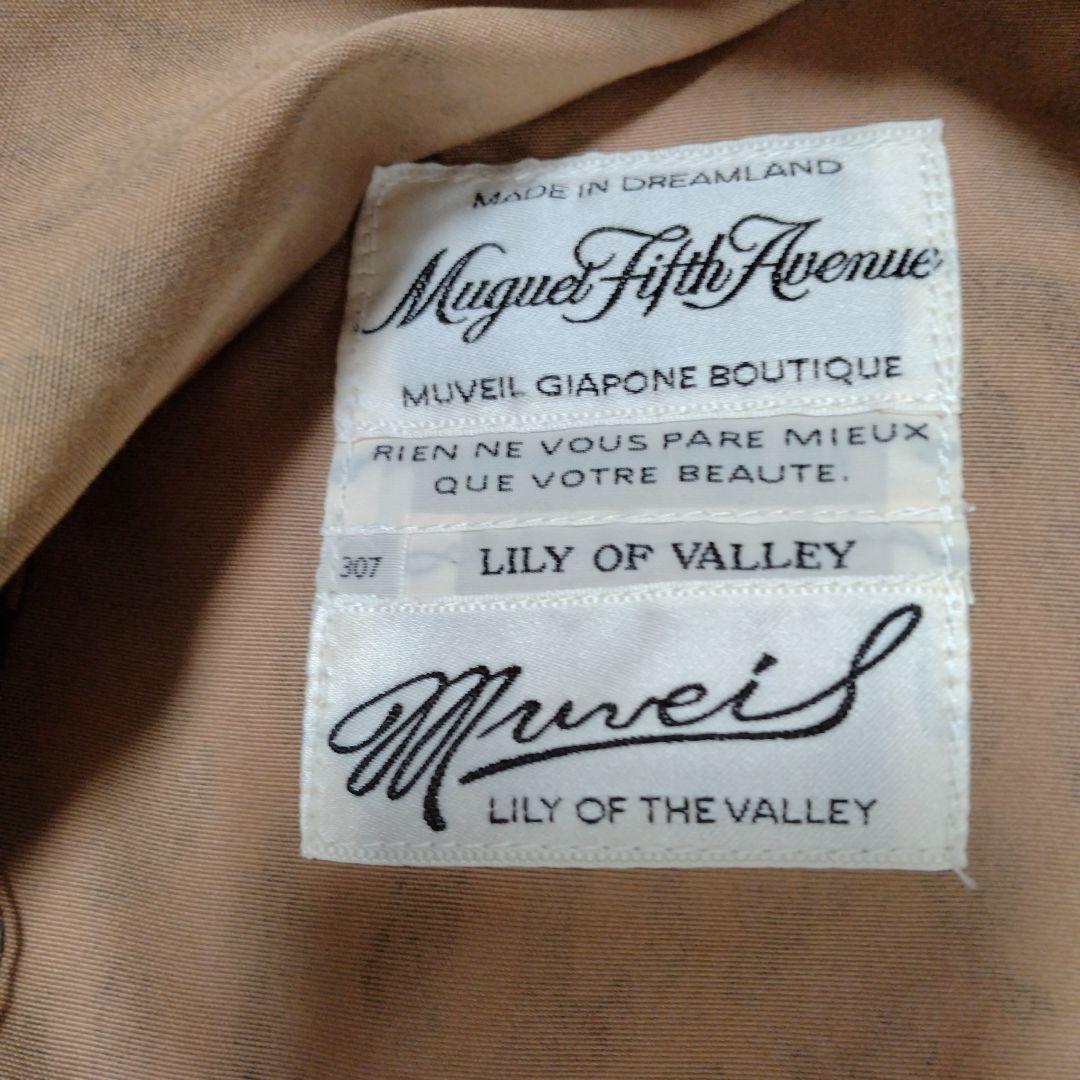 MADE IN DREAMLAND
Muguet Fifth Avenue
MUVEIL GIAPONE BOUTIQUE
RIEN NE VOUS PARE MIEUX
QUE VOTRE BEAUTE.
307 LILY OF VALLEY
Muveil
LILY OF THE VALLEY